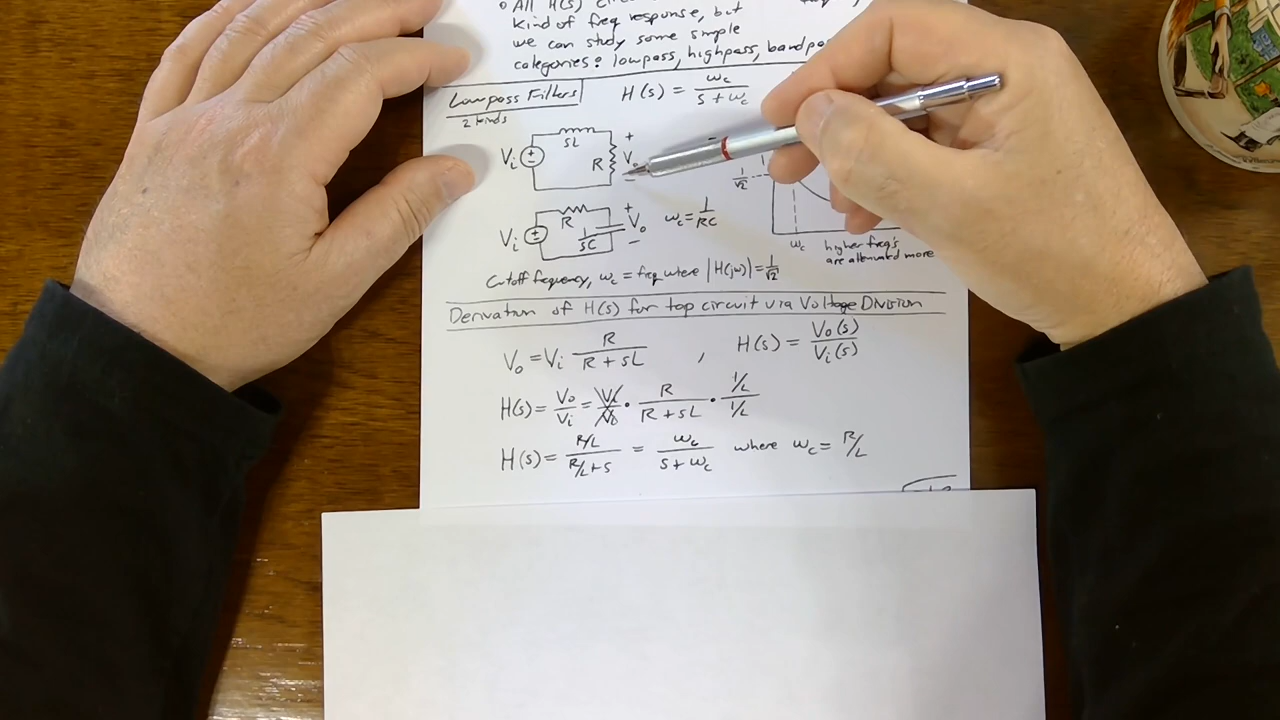 • All H(s) circ
kind of freq response, but
we can study some simple
categories: lowpass, highpass, bandpa
Lowpass Filters
2 kinds
H(s) = ωc / (s + ωc)
Vi + sL R + Vo −
1/√2
Vi + R 1/sC + Vo − ωc = 1/RC
ωc higher freq's
are attenuated more
Cutoff frequency, ωc = freq where |H(jω)| = 1/√2
Derivation of H(s) for top circuit via Voltage Division
Vo = Vi R / (R + sL) , H(s) = Vo(s) / Vi(s)
H(s) = Vo/Vi = Vi/Vi • R / (R + sL) • (1/L) / (1/L)
H(s) = (R/L) / (R/L + s) = ωc / (s + ωc) where ωc = R/L